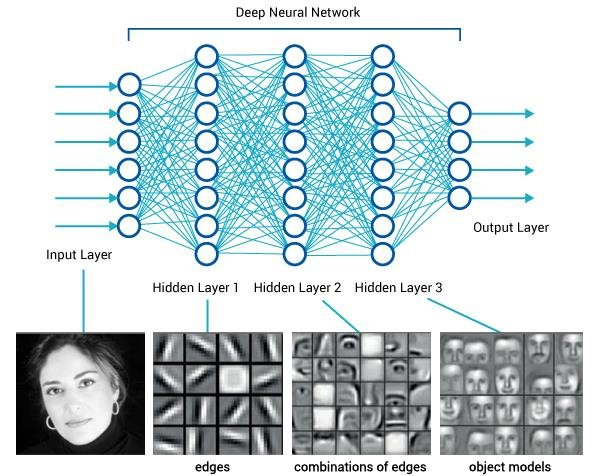 Deep Neural Network
Input Layer
Output Layer
Hidden Layer 1
Hidden Layer 2
Hidden Layer 3
edges
combinations of edges
object models